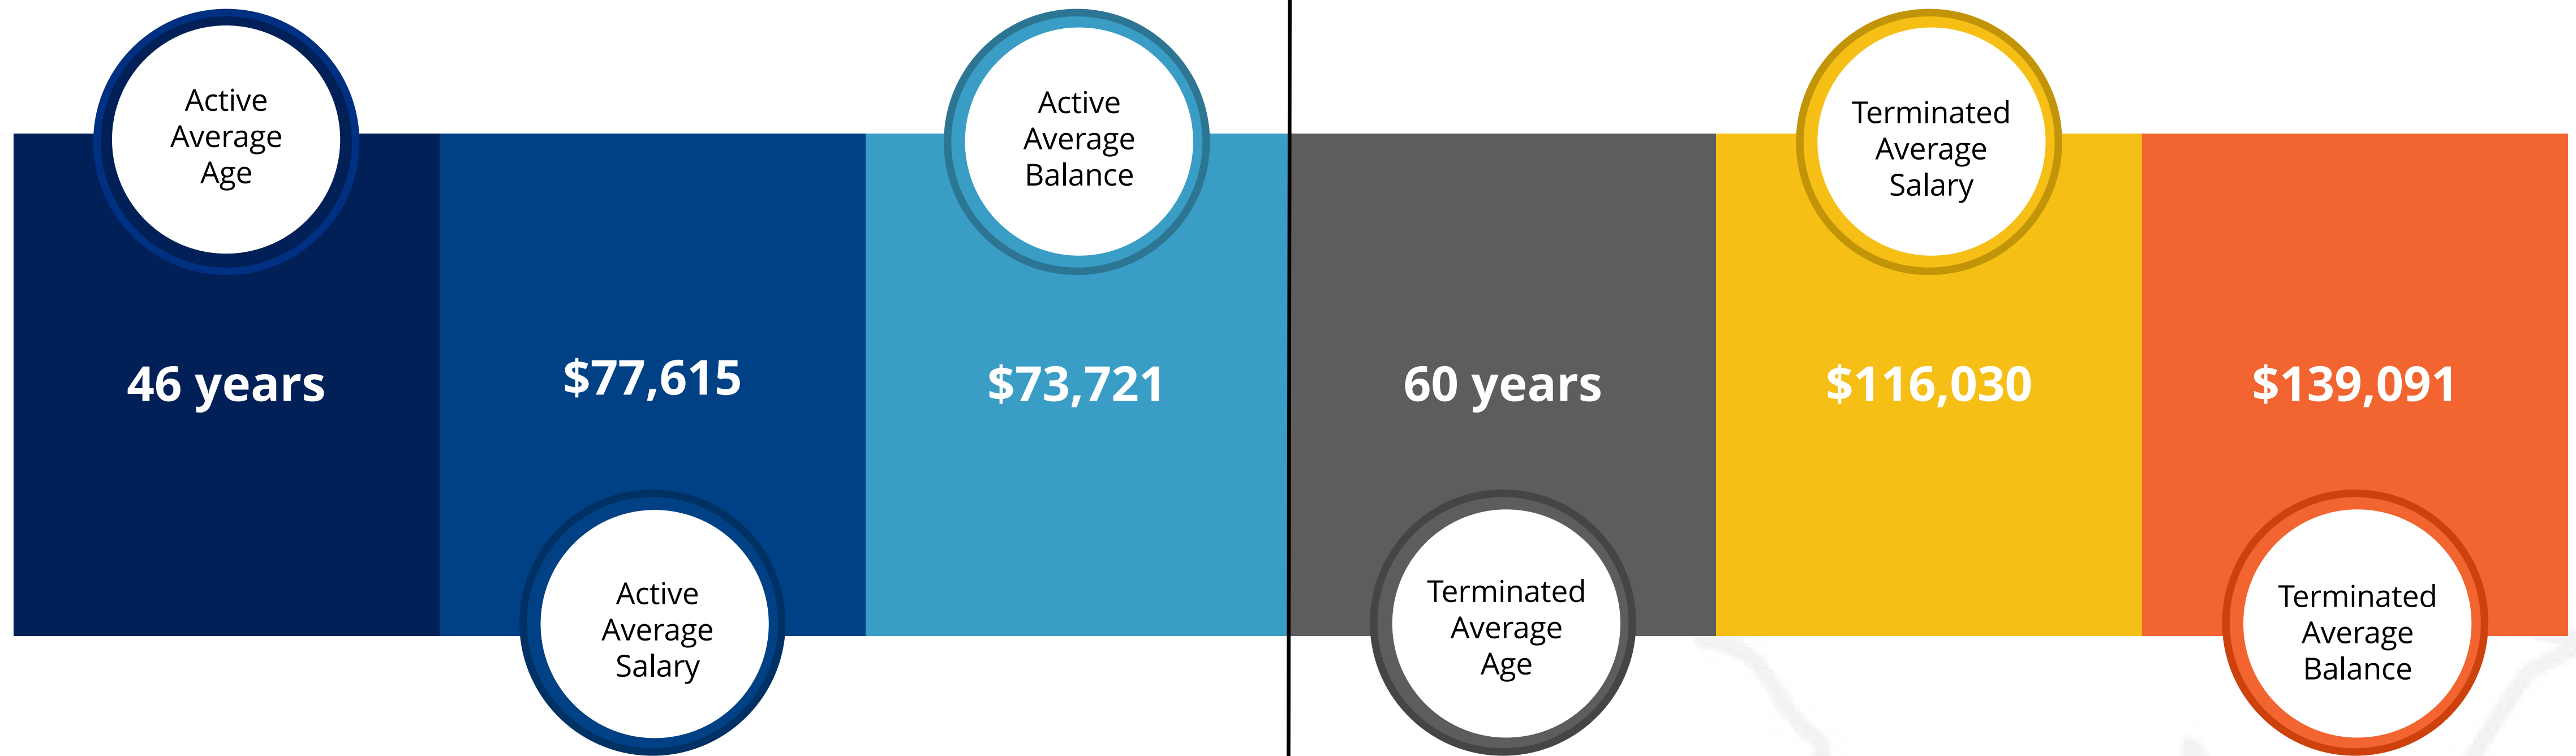 Active
Average
Age
46 years
$77,615
Active
Average
Salary
Active
Average
Balance
$73,721
60 years
Terminated
Average
Age
Terminated
Average
Salary
$116,030
$139,091
Terminated
Average
Balance